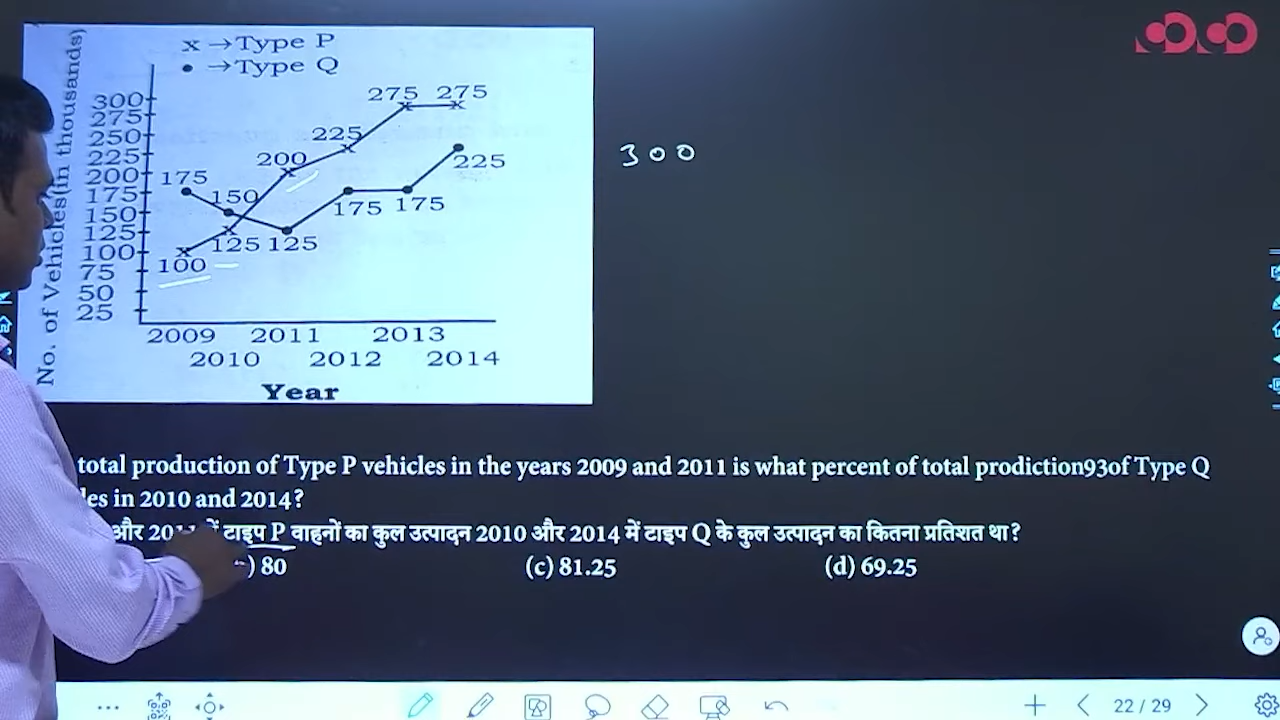 x →Type P
• →Type Q
No. of Vehicles(in thousands)
300
275
250
225
200
175
150
125
100
75
50
25
275 275
225
200
175
150
225
175 175
125 125
100
2009 2011 2013
2010 2012 2014
Year
300
total production of Type P vehicles in the years 2009 and 2011 is what percent of total prodiction93of Type Q
in 2010 and 2014?
और में टाइप P वाहनों का कुल उत्पादन 2010 और 2014 में टाइप Q के कुल उत्पादन का कितना प्रतिशत था?
) 80 (c) 81.25 (d) 69.25
22 / 29